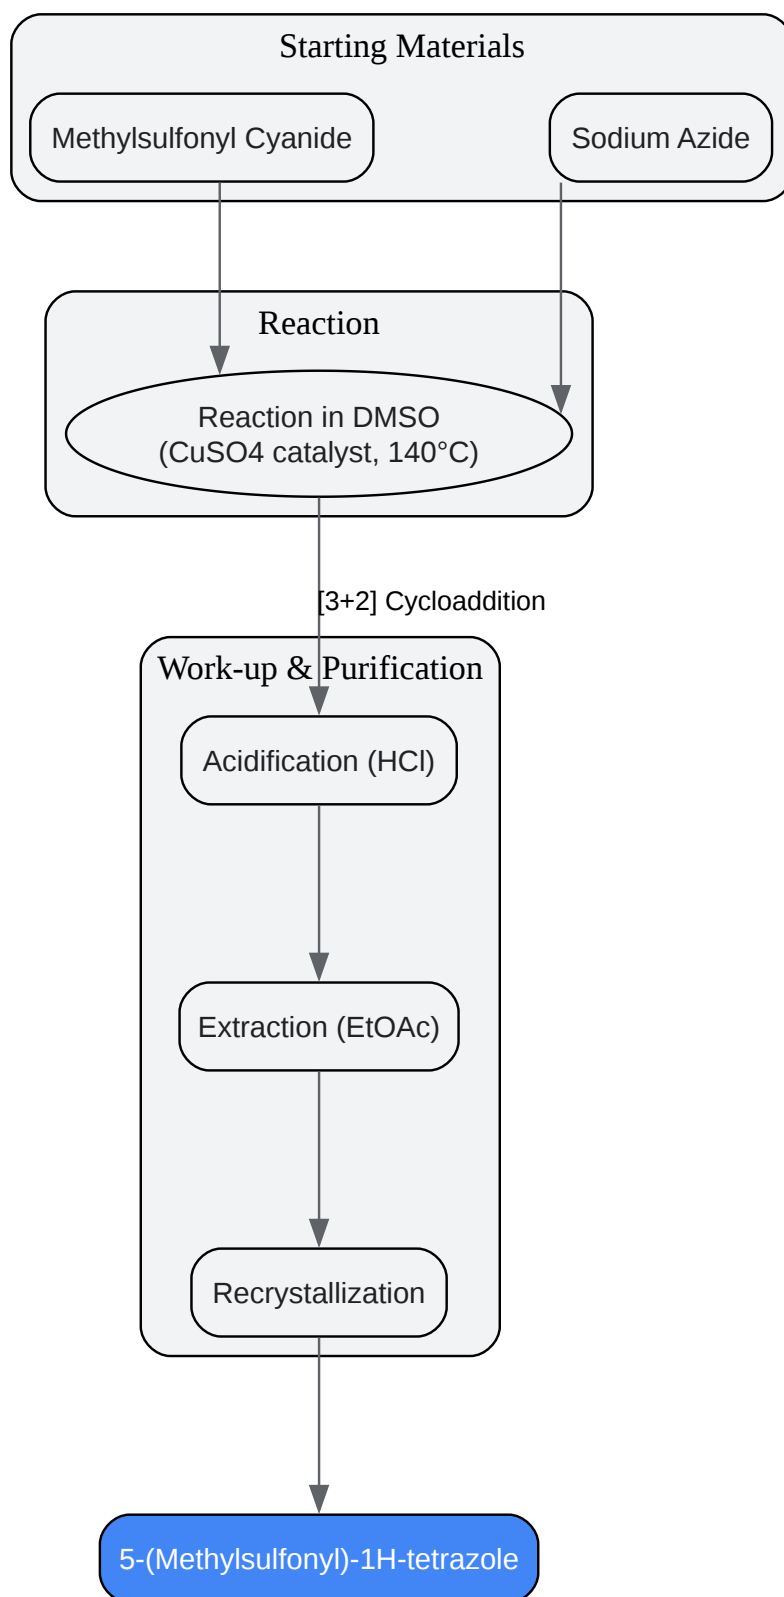 Starting Materials
Methylsulfonyl Cyanide
Sodium Azide
Reaction
Reaction in DMSO
(CuSO4 catalyst, 140°C)
[3+2] Cycloaddition
Work-up & Purification
Acidification (HCl)
Extraction (EtOAc)
Recrystallization
5-(Methylsulfonyl)-1H-tetrazole